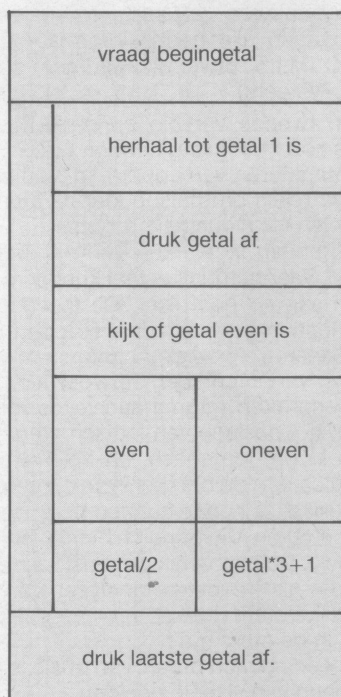 vraag begingetal
herhaal tot getal 1 is
druk getal af
kijk of getal even is
even oneven
getal/2 getal*3+1
druk laatste getal af.